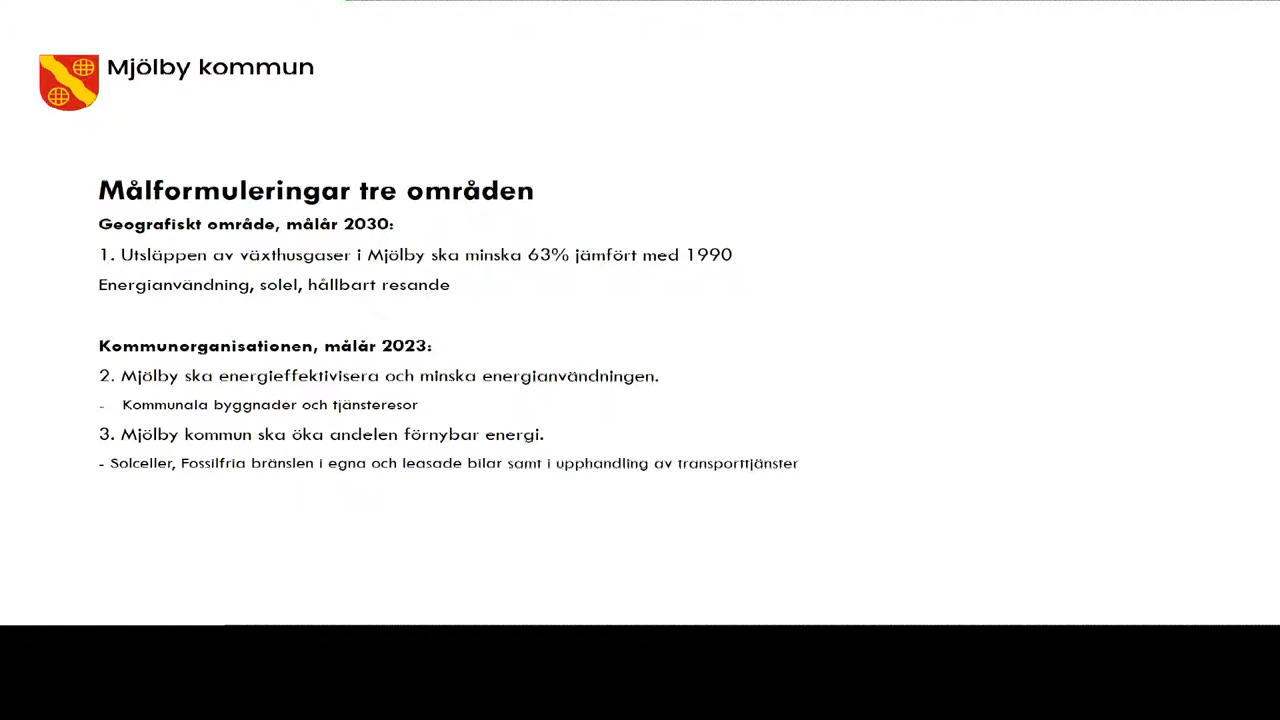 Mjölby kommun
Målformuleringar tre områden
Geografiskt område, målår 2030:
1. Utsläppen av växthusgaser i Mjölby ska minska 63% jämfört med 1990
Energianvändning, solel, hållbart resande
Kommunorganisationen, målår 2023:
2. Mjölby ska energieffektivisera och minska energianvändningen.
- Kommunala byggnader och tjänsteresor
3. Mjölby kommun ska öka andelen förnybar energi.
- Solceller, Fossilfria bränslen i egna och leasade bilar samt i upphandling av transporttjänster